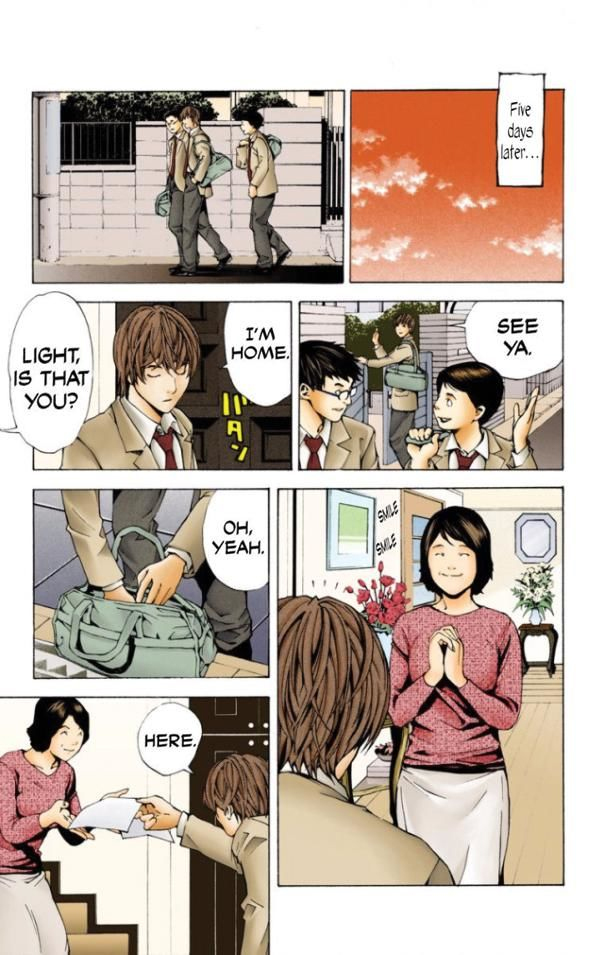 Five
days
later...
SEE
YA.
I'M
HOME.
バタン
LIGHT,
IS THAT
YOU?
SMILE
SMILE
OH,
YEAH.
HERE.